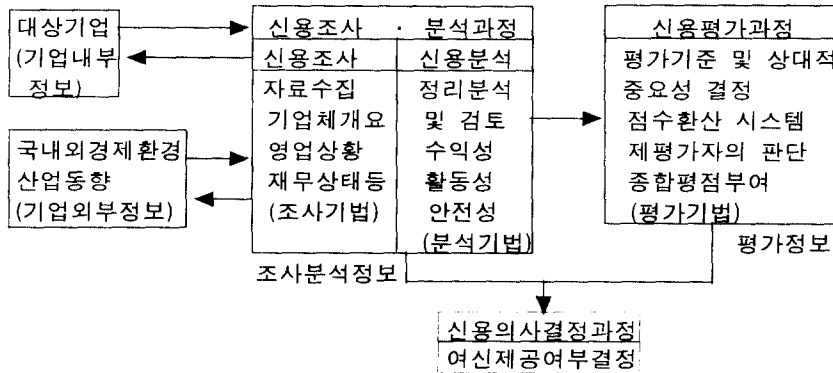 대상기업
(기업내부
정보)
국내외경제환경
산업동향
(기업외부정보)
신용조사 · 분석과정
신용조사
자료수집
기업체개요
영업상황
재무상태등
(조사기법)
신용분석
정리분석
및 검토
수익성
활동성
안전성
(분석기법)
조사분석정보
신용평가과정
평가기준 및 상대적
중요성 결정
점수환산 시스템
제평가자의 판단
종합평점부여
(평가기법)
평가정보
신용의사결정과정
여신제공여부결정